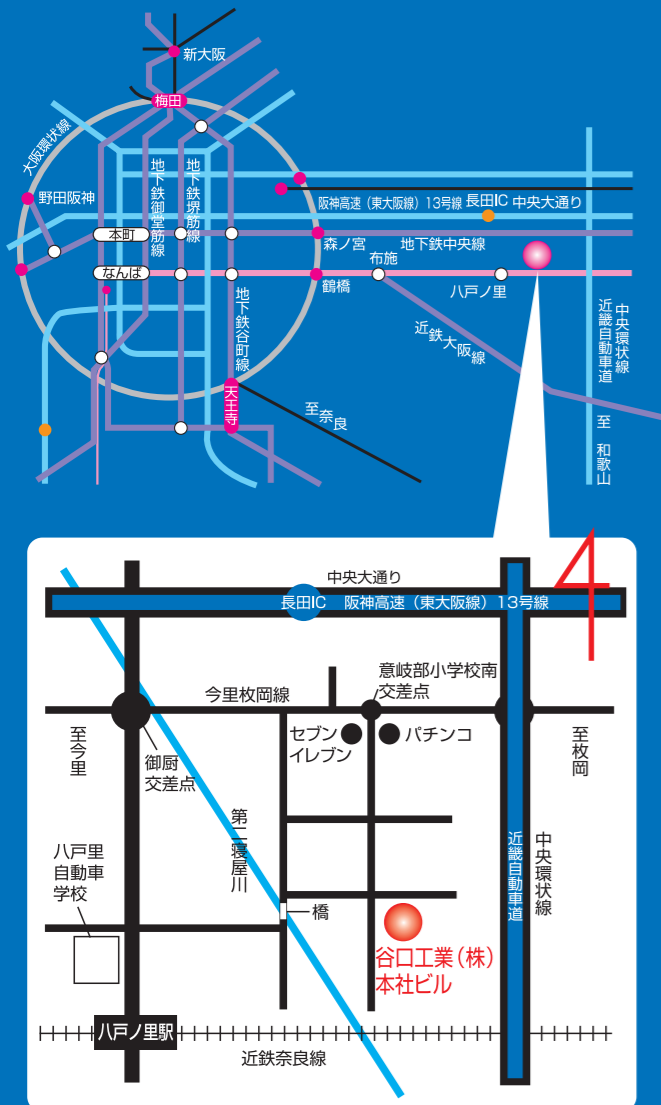 新大阪
梅田
大阪環状線
野田阪神
地下鉄御堂筋線
地下鉄堺筋線
阪神高速（東大阪線）13号線
長田IC
中央大通り
本町
森ノ宮
地下鉄中央線
布施
なんば
鶴橋
八戸ノ里
地下鉄谷町線
近鉄大阪線
中央環状線
近畿自動車道
天王寺
至奈良
至 和歌山
中央大通り
長田IC 阪神高速（東大阪線）13号線
意岐部小学校南
交差点
今里枚岡線
至今里
セブン
イレブン
パチンコ
至枚岡
御厨
交差点
第二寝屋川
八戸里
自動車
学校
近畿自動車道
中央環状線
橋
谷口工業（株）
本社ビル
八戸ノ里駅
近鉄奈良線